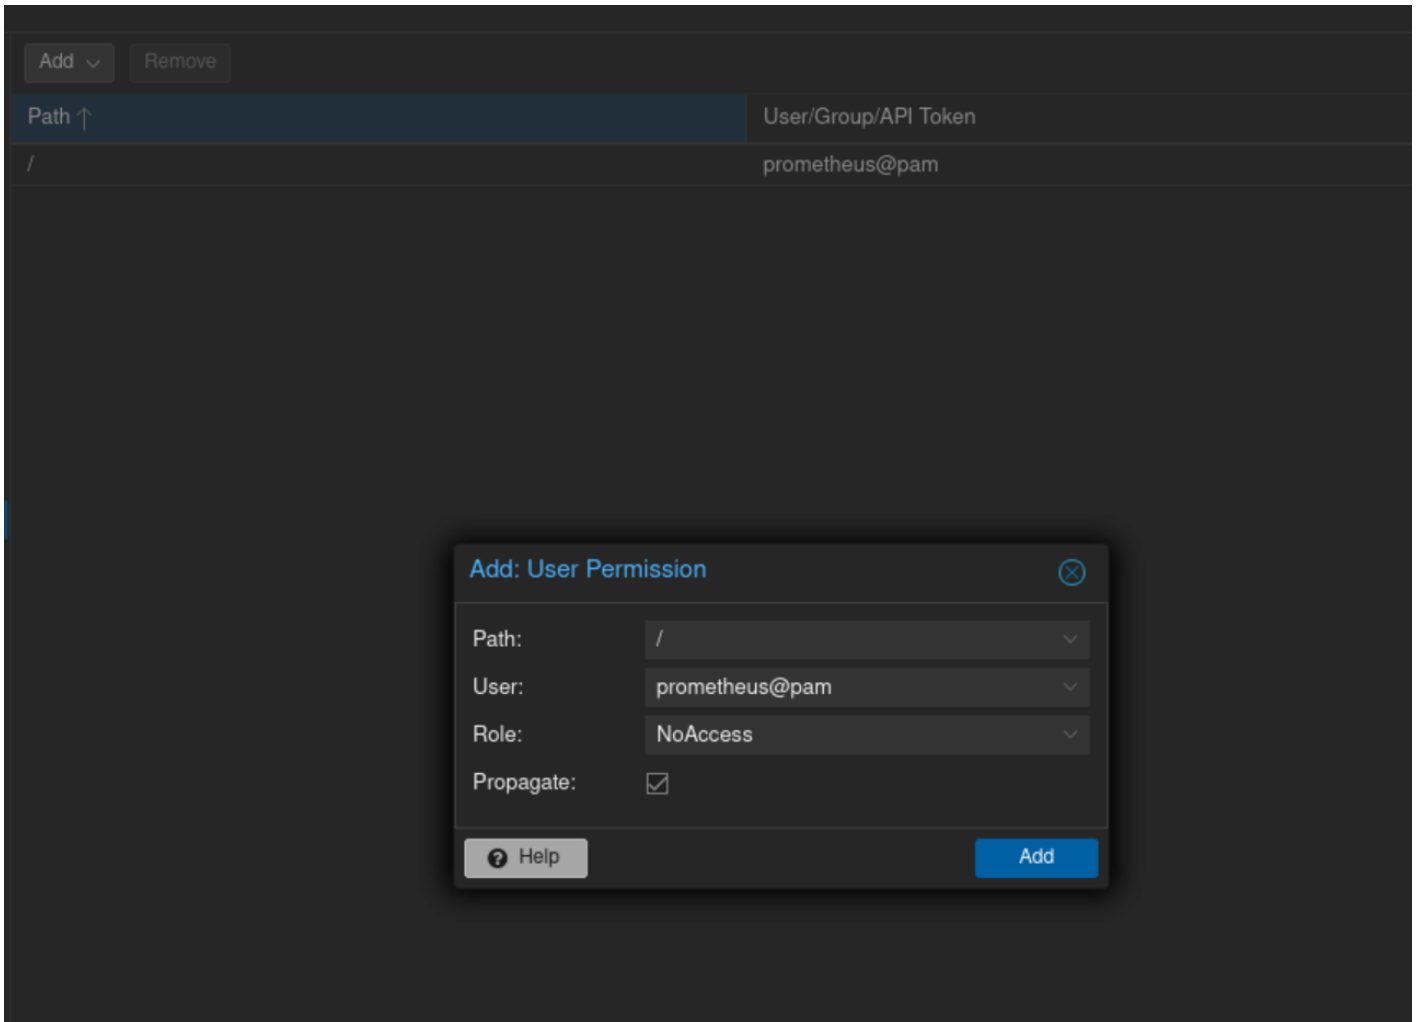 Add Remove
Path User/Group/API Token
/ prometheus@pam
Add: User Permission
Path: /
User: prometheus@pam
Role: NoAccess
Propagate:
Help Add